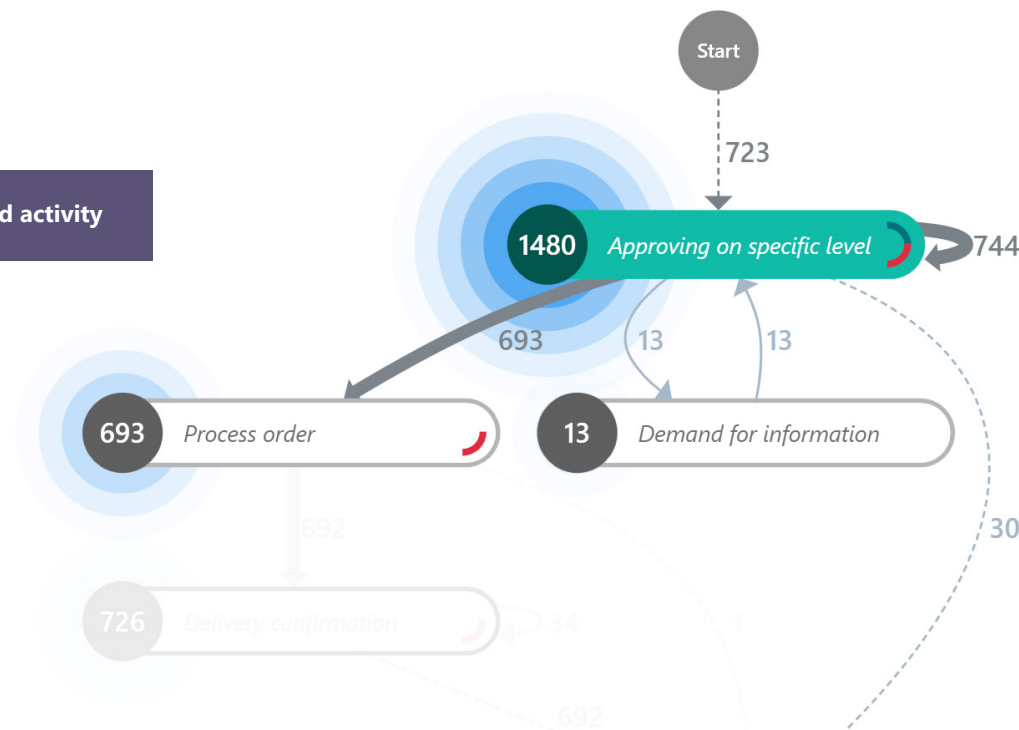 Start
723
d activity
1480 Approving on specific level 744
693 13 13
693 Process order
13 Demand for information
692 30
726 Delivery confirmation 34 1
692